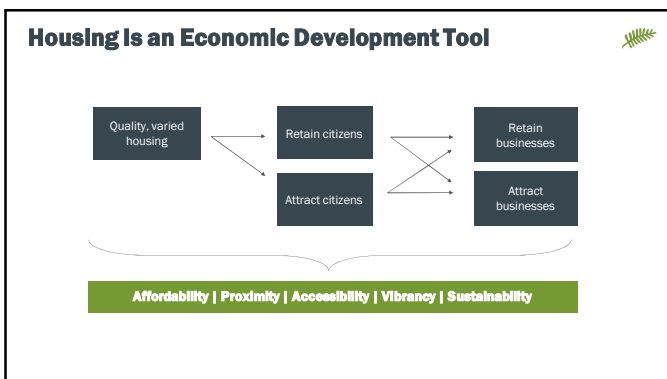 Housing Is an Economic Development Tool
Quality, varied
housing
Retain citizens
Attract citizens
Retain
businesses
Attract
businesses
Affordability | Proximity | Accessibility | Vibrancy | Sustainability